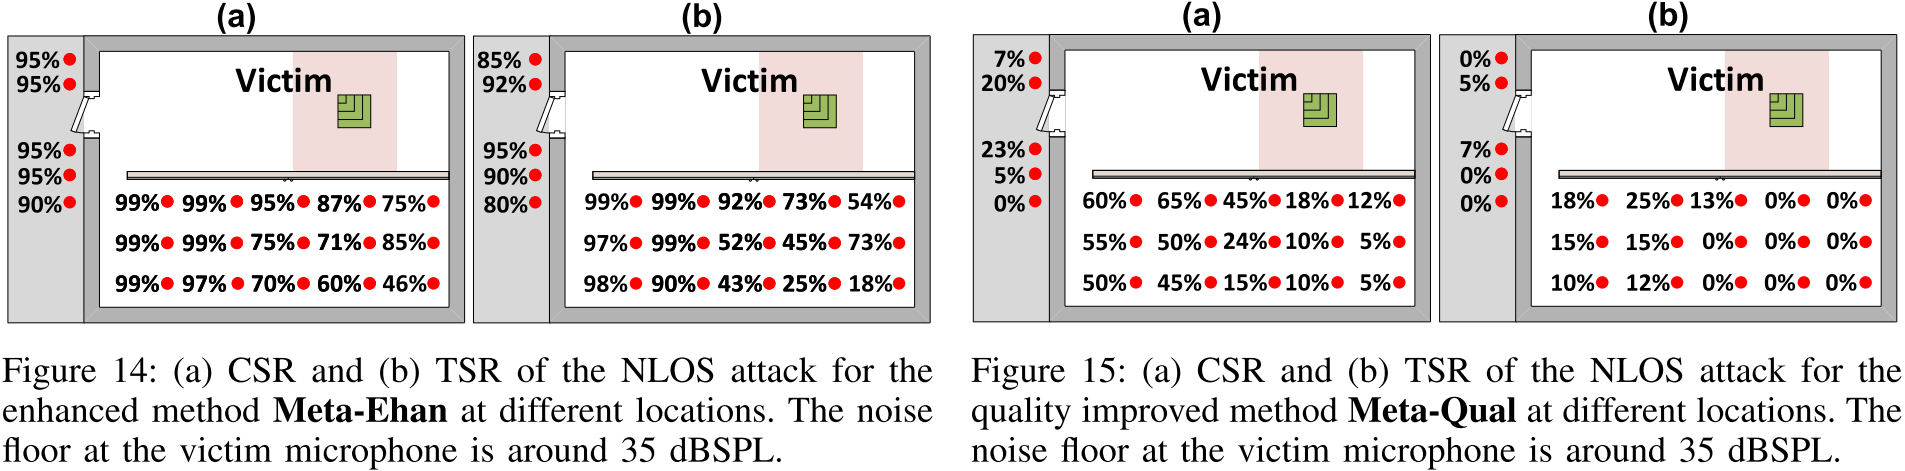 (a)
95%
95%
Victim
95%
95%
90%
99% 99% 95% 87% 75%
99% 99% 75% 71% 85%
99% 97% 70% 60% 46%
(b)
85%
92%
Victim
95%
90%
80%
99% 99% 92% 73% 54%
97% 99% 52% 45% 73%
98% 90% 43% 25% 18%
Figure 14: (a) CSR and (b) TSR of the NLOS attack for the
enhanced method Meta-Ehan at different locations. The noise
floor at the victim microphone is around 35 dBSPL.
(a)
7%
20%
Victim
23%
5%
0%
60% 65% 45% 18% 12%
55% 50% 24% 10% 5%
50% 45% 15% 10% 5%
(b)
0%
5%
Victim
7%
0%
0%
18% 25% 13% 0% 0%
15% 15% 0% 0% 0%
10% 12% 0% 0% 0%
Figure 15: (a) CSR and (b) TSR of the NLOS attack for the
quality improved method Meta-Qual at different locations. The
noise floor at the victim microphone is around 35 dBSPL.